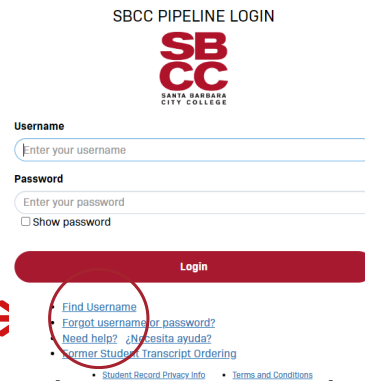 SBCC PIPELINE LOGIN
SB
CC
SANTA BARBARA
CITY COLLEGE
Username
Enter your username
Password
Enter your password
Show password
Login
Find Username
Forgot username or password?
Need help? ¿Necesita ayuda?
Former Student Transcript Ordering
Student Record Privacy Info Terms and Conditions